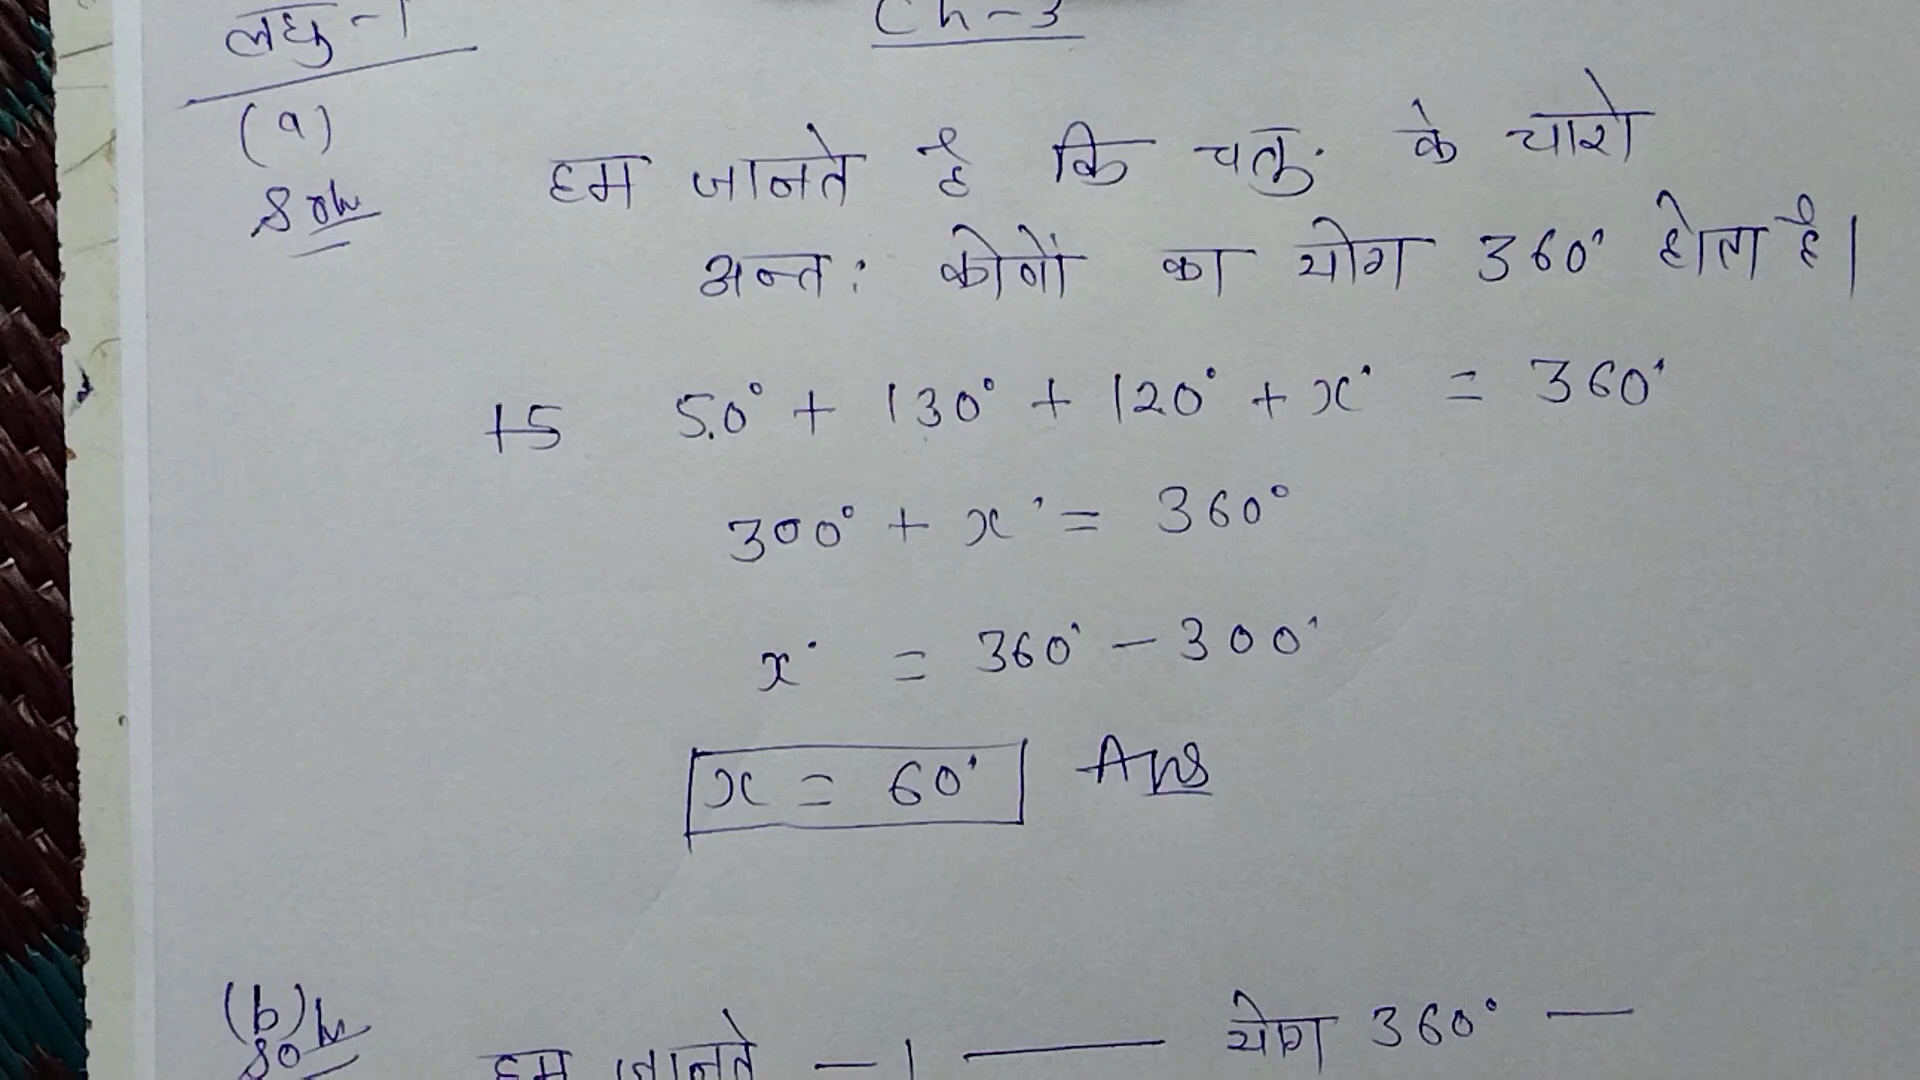 लघु-1
Ch-3
(a)
Soln
हम जानते है कि चतु. के चारो
अन्त: कोणों का योग 360° होता है।
50° + 130° + 120° + x° = 360°
300° + x° = 360°
x° = 360° - 300°
x = 60° Ans
(b)
Soln
हम जानते — । — योग 360° —